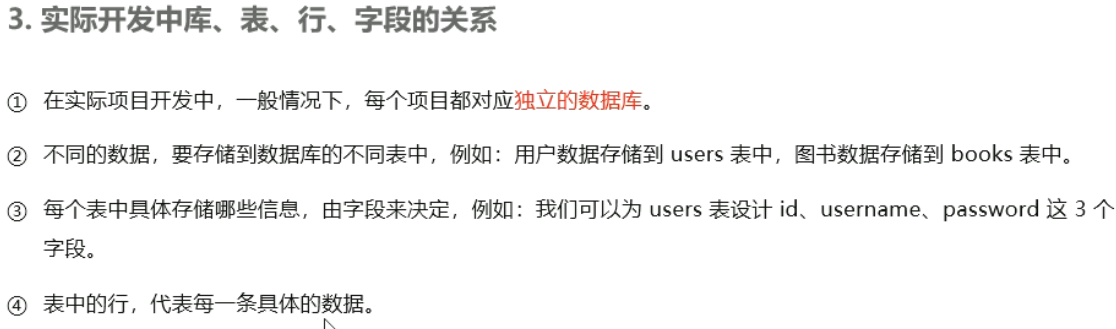 3. 实际开发中库、表、行、字段的关系
① 在实际项目开发中，一般情况下，每个项目都对应独立的数据库。
② 不同的数据，要存储到数据库的不同表中，例如：用户数据存储到 users 表中，图书数据存储到 books 表中。
③ 每个表中具体存储哪些信息，由字段来决定，例如：我们可以为 users 表设计 id、username、password 这 3 个
字段。
④ 表中的行，代表每一条具体的数据。